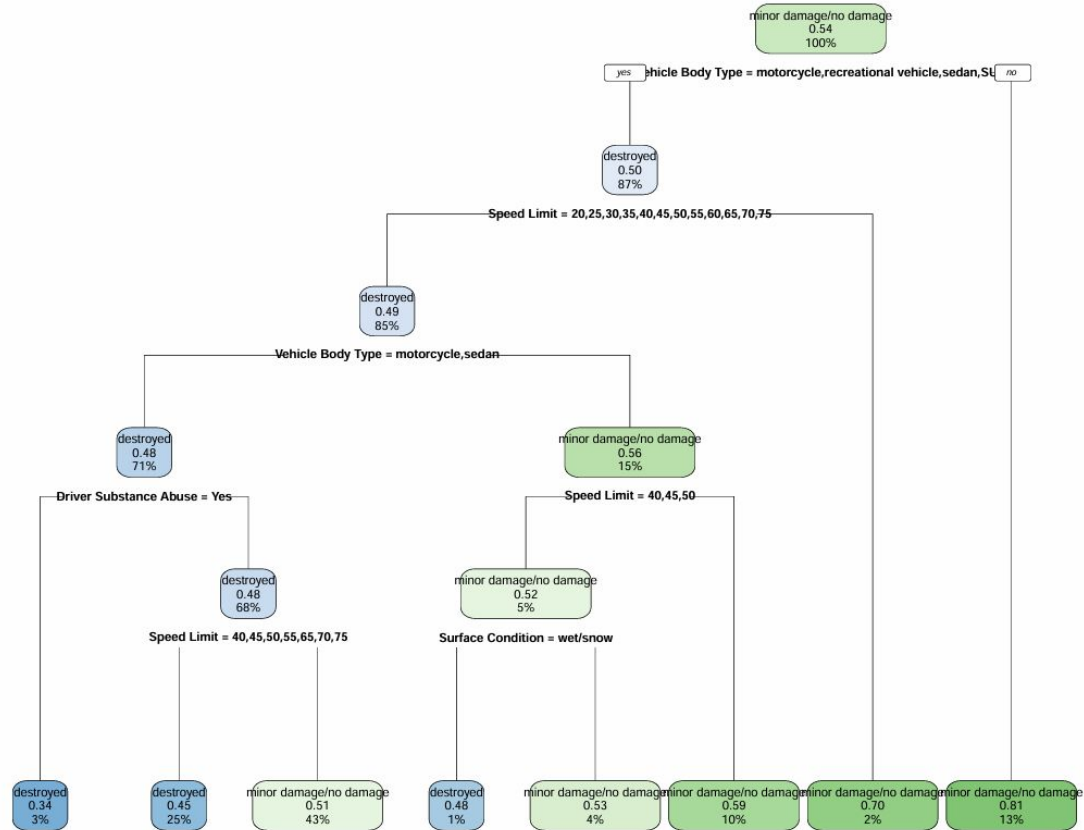 minor damage/no damage
0.54
100%
yes ehicle Body Type = motorcycle,recreational vehicle,sedan,SU no
destroyed
0.50
87%
Speed Limit = 20,25,30,35,40,45,50,55,60,65,70,75
destroyed
0.49
85%
Vehicle Body Type = motorcycle,sedan
destroyed
0.48
71%
minor damage/no damage
0.56
15%
Driver Substance Abuse = Yes
Speed Limit = 40,45,50
destroyed
0.48
68%
minor damage/no damage
0.52
5%
Speed Limit = 40,45,50,55,65,70,75
Surface Condition = wet/snow
destroyed
0.34
3%
destroyed
0.45
25%
minor damage/no damage
0.51
43%
destroyed
0.48
1%
minor damage/no damage
0.53
4%
minor damage/no damage
0.59
10%
minor damage/no damage
0.70
2%
minor damage/no damage
0.81
13%